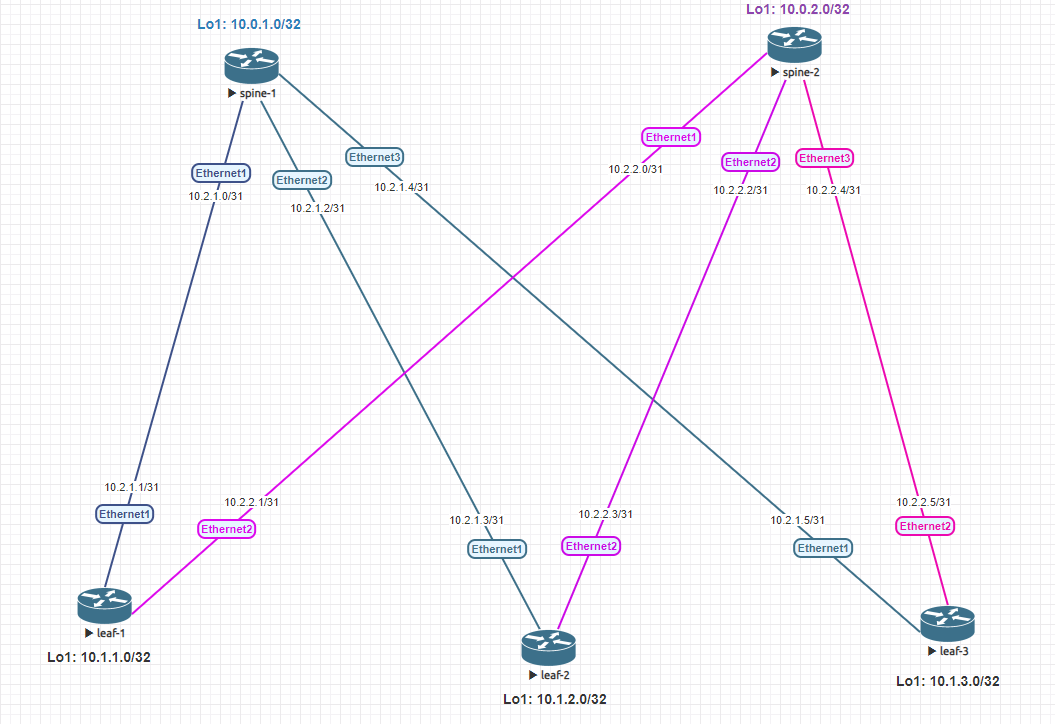 Lo1: 10.0.2.0/32
Lo1: 10.0.1.0/32
spine-2
spine-1
Ethernet1
Ethernet3
Ethernet2
Ethernet3
Ethernet1
10.2.2.0/31
Ethernet2
10.2.1.4/31
10.2.2.2/31
10.2.2.4/31
10.2.1.0/31
10.2.1.2/31
10.2.1.1/31
10.2.2.1/31
10.2.2.5/31
Ethernet1
10.2.1.3/31
10.2.2.3/31
10.2.1.5/31
Ethernet2
Ethernet2
Ethernet1
Ethernet2
Ethernet1
leaf-1
leaf-3
Lo1: 10.1.1.0/32
leaf-2
Lo1: 10.1.3.0/32
Lo1: 10.1.2.0/32